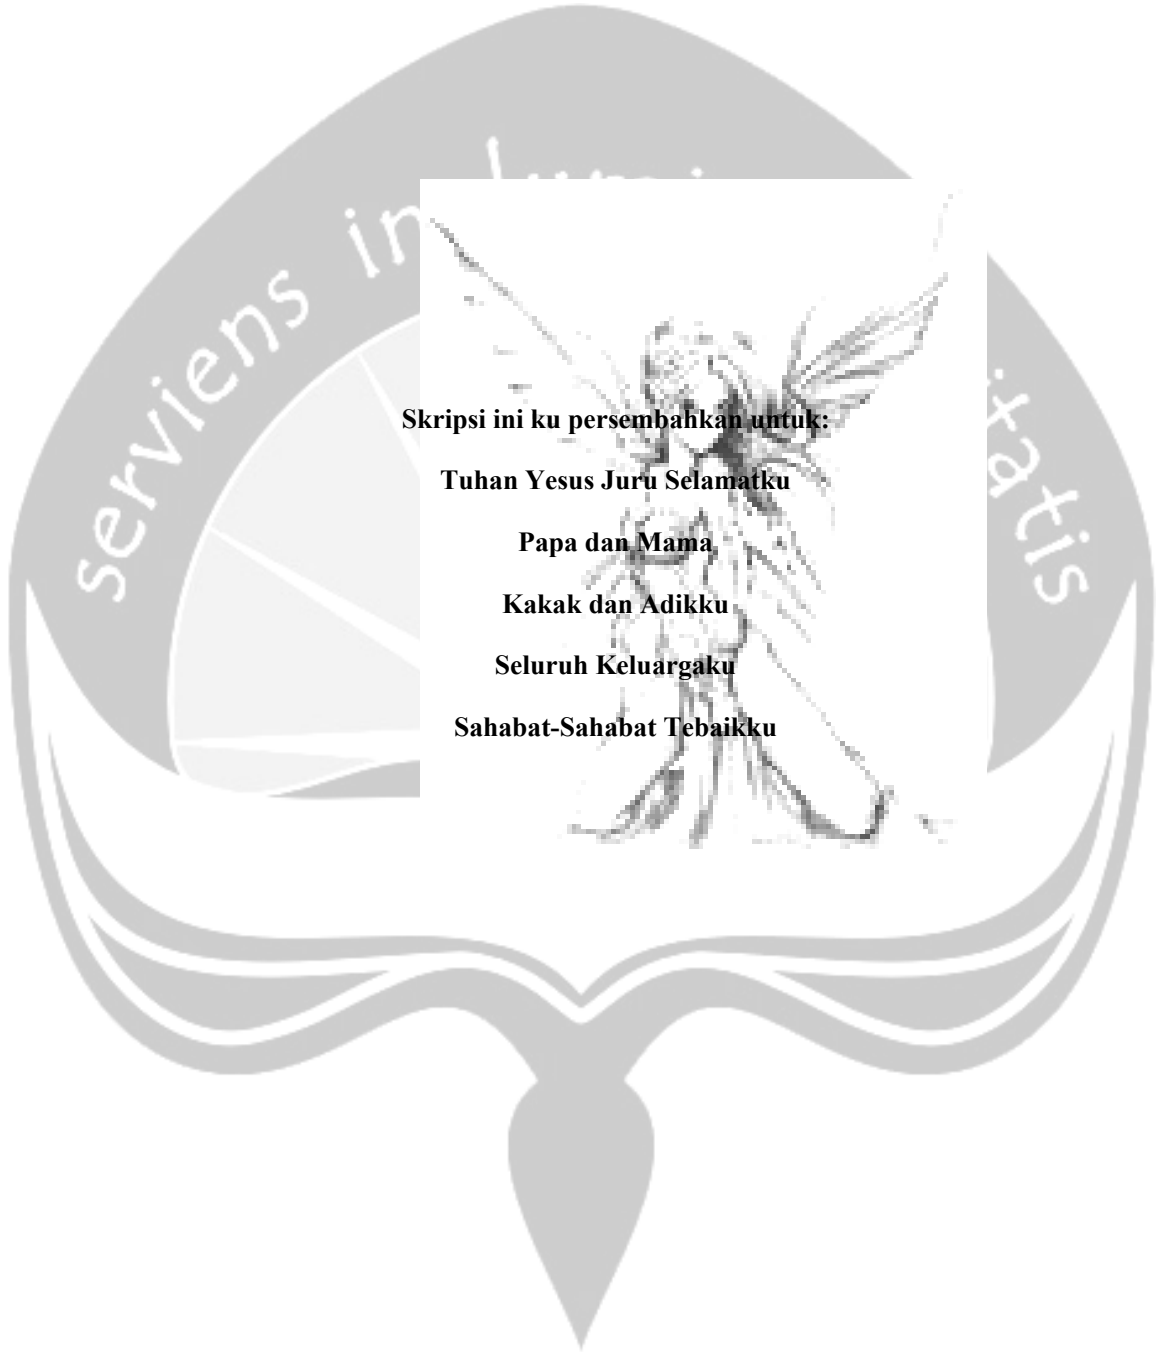 serviens in
itatis
Skripsi ini ku persembahkan untuk:
Tuhan Yesus Juru Selamatku
Papa dan Mama
Kakak dan Adikku
Seluruh Keluargaku
Sahabat-Sahabat Tebaikku